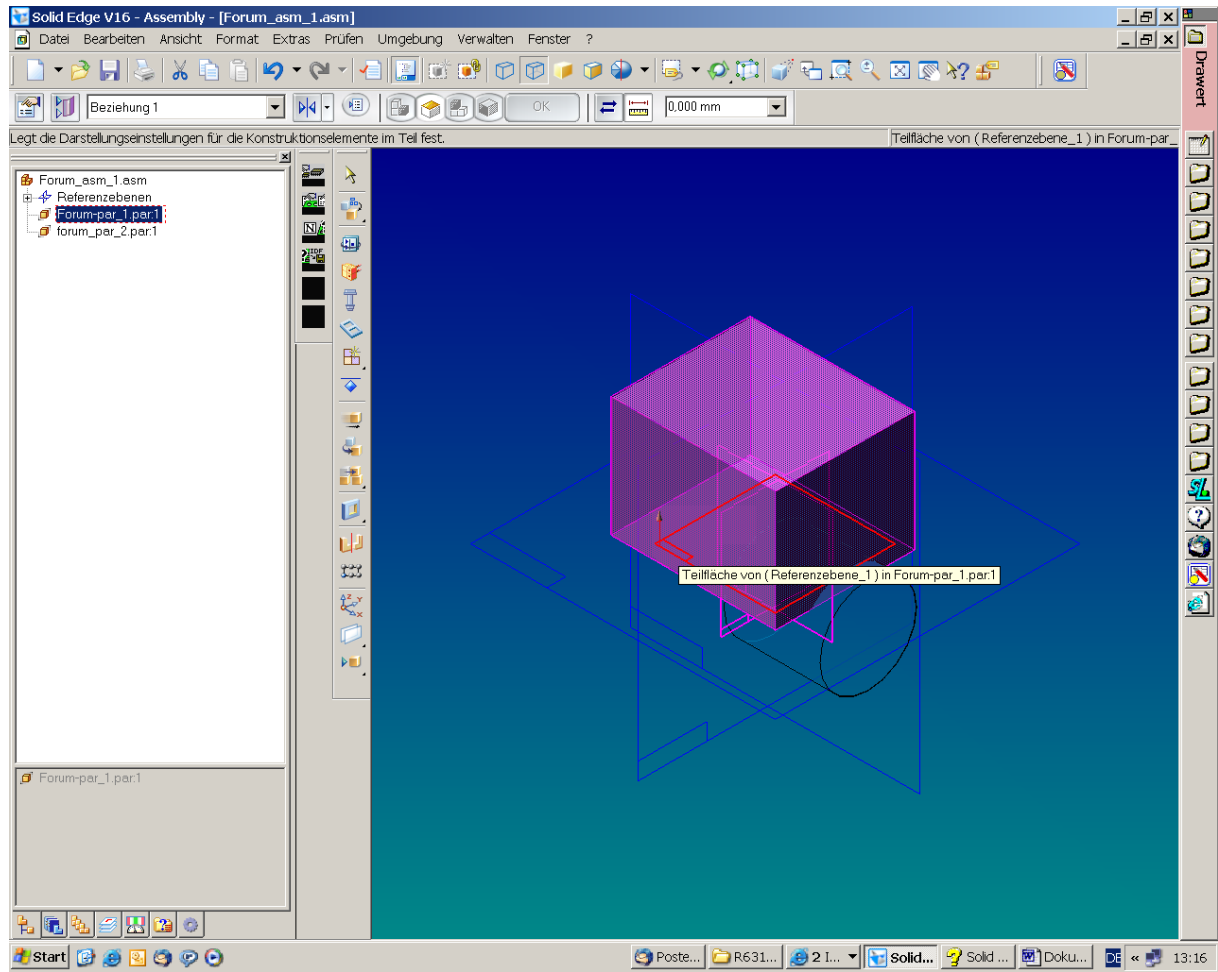 Solid Edge V16 - Assembly - [Forum_asm_1.asm]
Datei Bearbeiten Ansicht Format Extras Prüfen Umgebung Verwalten Fenster ?
Beziehung 1
OK
0,000 mm
Legt die Darstellungseinstellungen für die Konstruktionselemente im Teil fest.
Teilfläche von ( Referenzebene_1 ) in Forum-par_
Drawert
Forum_asm_1.asm
Referenzebenen
Forum-par_1.par:1
forum_par_2.par:1
Teilfläche von ( Referenzebene_1 ) in Forum-par_1.par:1
Forum-par_1.par:1
Start
Poste...
R631...
2 I...
Solid...
Solid ...
Doku...
DE
«
13:16